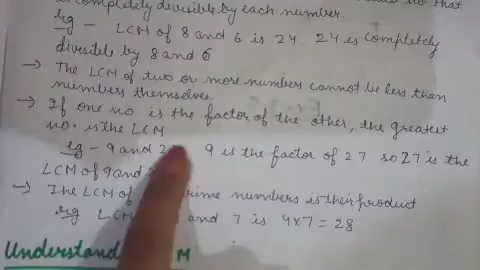 is completely divisible by each number.
Eg - LCM of 8 and 6 is 24. 24 is completely
divisible by 8 and 6
→ The LCM of two or more numbers cannot be less than
numbers themselves.
→ If one no is the factor of the other, the greatest
no. is the LCM
eg - 9 and 2 9 is the factor of 27 so 27 is the
LCM of 9 and
→ The LCM of prime numbers is their product
Eg LCM and 7 is 4x7 = 28
Understand M